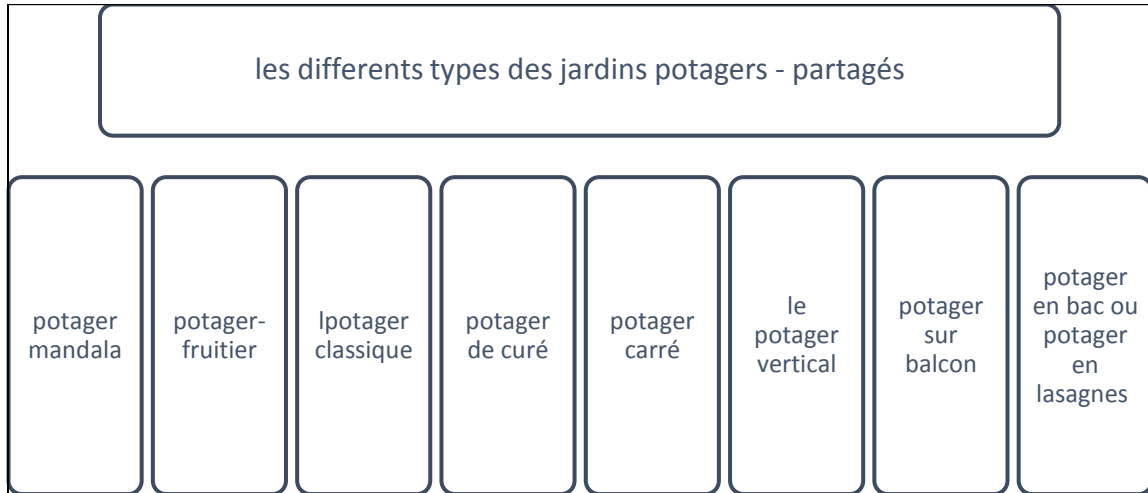 les differents types des jardins potagers - partagés
potager
mandala
potager-
fruitier
lpotager
classique
potager
de curé
potager
carré
le
potager
vertical
potager
sur
balcon
potager
en bac ou
potager
en
lasagnes